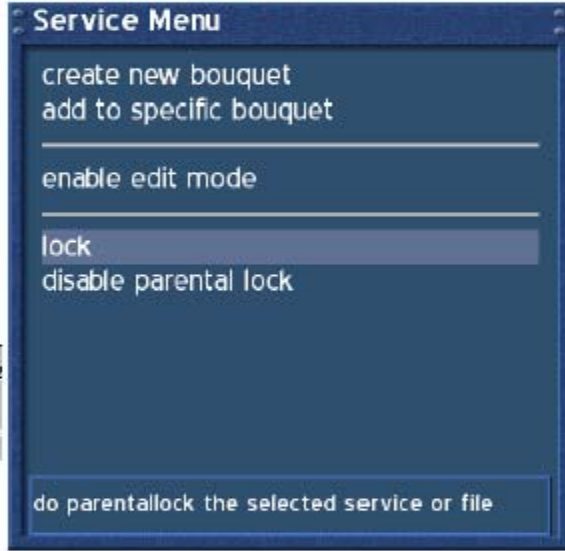 Service Menu
create new bouquet
add to specific bouquet
enable edit mode
lock
disable parental lock
do parentallock the selected service or file